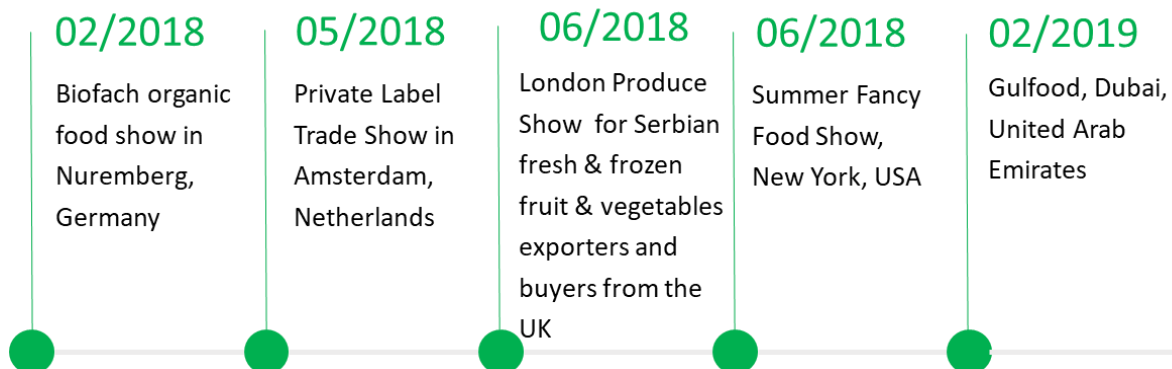 02/2018
Biofach organic
food show in
Nuremberg,
Germany
05/2018
Private Label
Trade Show in
Amsterdam,
Netherlands
06/2018
London Produce
Show for Serbian
fresh & frozen
fruit & vegetables
exporters and
buyers from the
UK
06/2018
Summer Fancy
Food Show,
New York, USA
02/2019
Gulfood, Dubai,
United Arab
Emirates